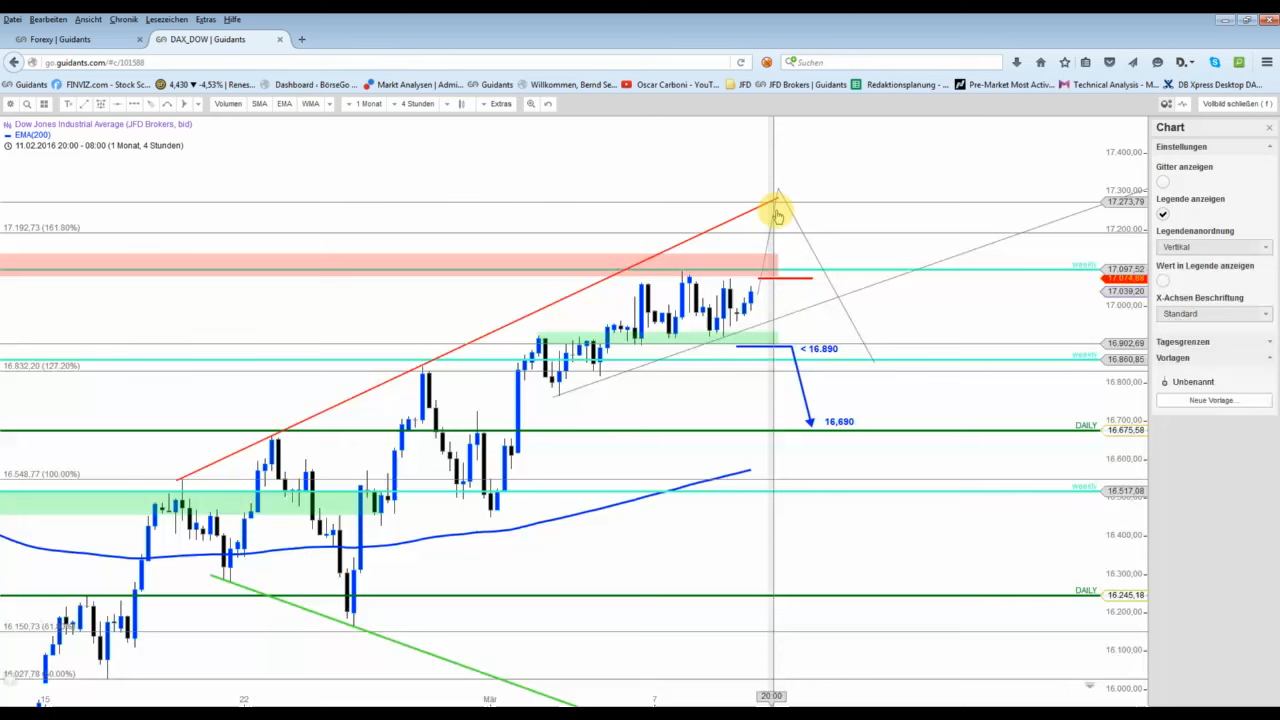 Datei Bearbeiten Ansicht Chronik Lesezeichen Extras Hilfe
Forexy | Guidants × DAX_DOW | Guidants × +
go.guidants.com/#c/101588
Suchen
Guidants FINVIZ.com - Stock Sc... 4,430 ▾ -4,53% | Renes... Dashboard ‹ BorseGo ... Markt Analysen | Admi... Guidants Willkommen, Bernd Se... Oscar Carboni - YouT... JFD JFD Brokers | Guidants Redaktionsplanung - ... Pre-Market Most Activ... Technical Analysis - M... DB Xpress Desktop DA...
Volumen SMA EMA WMA 1 Monat 4 Stunden Extras Vollbild schließen ( f )
Dow Jones Industrial Average (JFD Brokers, bid)
EMA(200)
11.02.2016 20:00 - 08:00 (1 Monat, 4 Stunden)
Chart
Einstellungen
Gitter anzeigen
Legende anzeigen
Legendenanordnung
Vertikal
Wert in Legende anzeigen
X-Achsen Beschriftung
Standard
Tagesgrenzen
Vorlagen
Unbenannt
Neue Vorlage...
17.400,00
17.300,00
17.273,79
17.192,73 (161.80%)
17.200,00
weekly
17.097,52
17.074,88
17.039,20
17.000,00
16.902,69
< 16.890
weekly
16.860,85
16.832,20 (127.20%)
16.800,00
16.700,00
16,690
DAILY
16.675,58
16.600,00
16.548,77 (100.00%)
weekly
16.517,08
16.400,00
16.300,00
DAILY
16.245,18
16.200,00
16.150,73 (61.80%)
16.100,00
16.027,78 (50.00%)
16.000,00
15 22 Mär 7 20:00